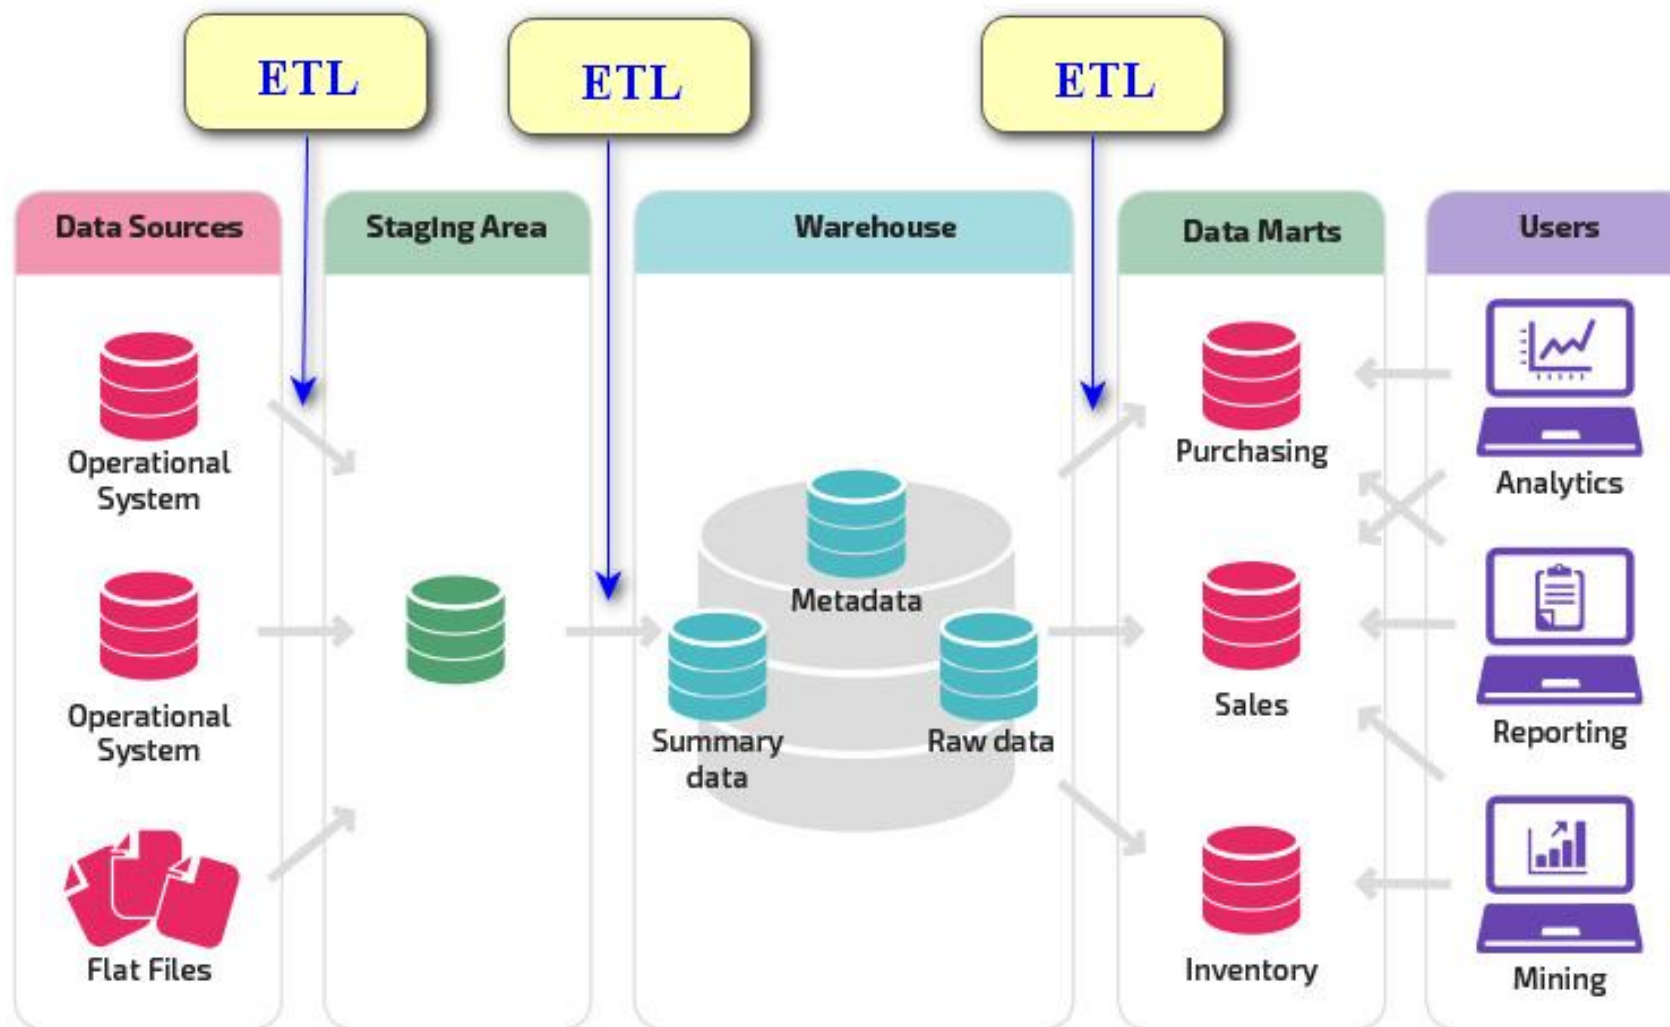 ETL
ETL
ETL
Data Sources
Staging Area
Warehouse
Data Marts
Users
Operational
System
Operational
System
Flat Files
Metadata
Summary
data
Raw data
Purchasing
Sales
Inventory
Analytics
Reporting
Mining